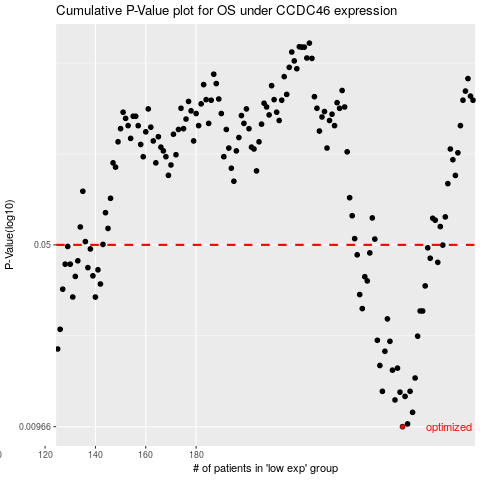 Cumulative P-Value plot for OS under CCDC46 expression
P-Value(log10)
0.05
0.00966
optimized
0 120 140 160 180
# of patients in 'low exp' group